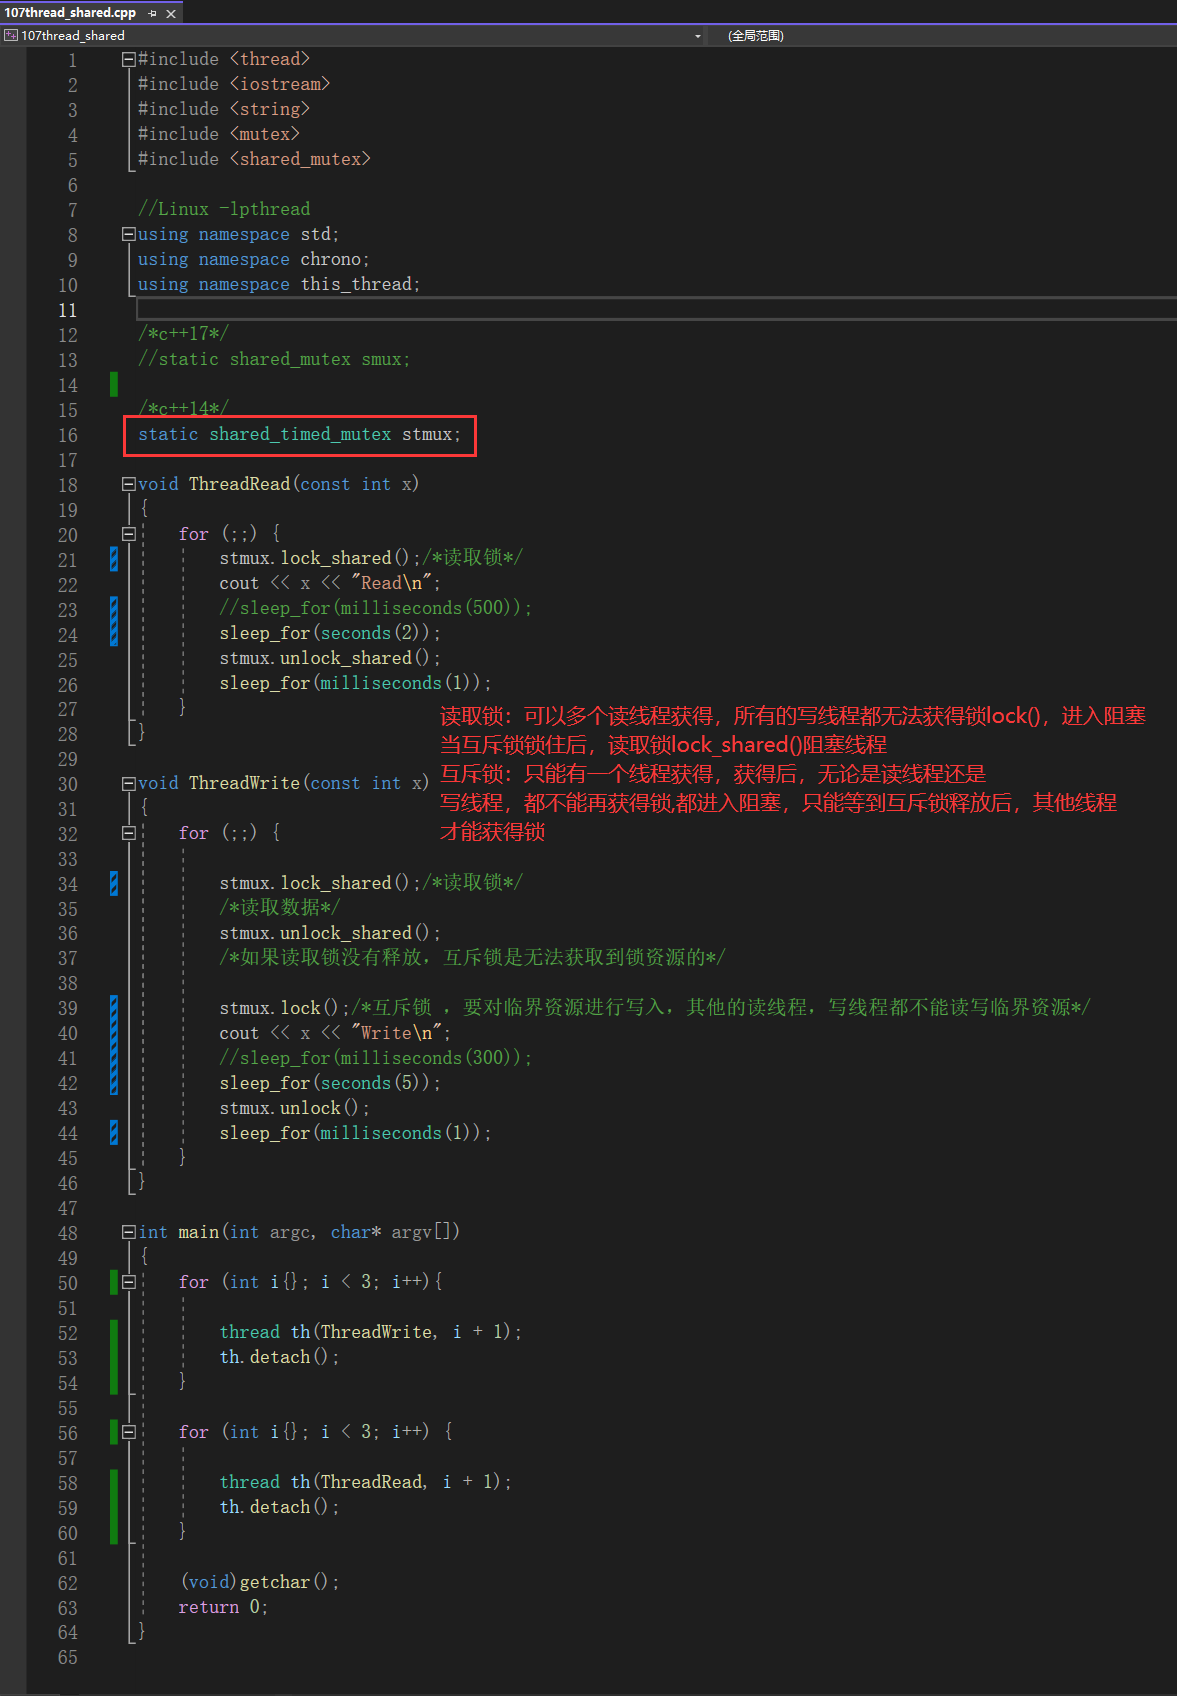 107thread_shared.cpp
107thread_shared
(全局范围)
1 #include <thread>
2 #include <iostream>
3 #include <string>
4 #include <mutex>
5 #include <shared_mutex>
6
7 //Linux -lpthread
8 using namespace std;
9 using namespace chrono;
10 using namespace this_thread;
11
12 /*c++17*/
13 //static shared_mutex smux;
14
15 /*c++14*/
16 static shared_timed_mutex stmux;
17
18 void ThreadRead(const int x)
19 {
20 for (;;) {
21 stmux.lock_shared();/*读取锁*/
22 cout << x << "Read\n";
23 //sleep_for(milliseconds(500));
24 sleep_for(seconds(2));
25 stmux.unlock_shared();
26 sleep_for(milliseconds(1));
27 }
28 }
读取锁：可以多个读线程获得，所有的写线程都无法获得锁lock()，进入阻塞
当互斥锁锁住后，读取锁lock_shared()阻塞线程
互斥锁：只能有一个线程获得，获得后，无论是读线程还是
写线程，都不能再获得锁,都进入阻塞，只能等到互斥锁释放后，其他线程
才能获得锁
29
30 void ThreadWrite(const int x)
31 {
32 for (;;) {
33
34 stmux.lock_shared();/*读取锁*/
35 /*读取数据*/
36 stmux.unlock_shared();
37 /*如果读取锁没有释放，互斥锁是无法获取到锁资源的*/
38
39 stmux.lock();/*互斥锁 ，要对临界资源进行写入，其他的读线程，写线程都不能读写临界资源*/
40 cout << x << "Write\n";
41 //sleep_for(milliseconds(300));
42 sleep_for(seconds(5));
43 stmux.unlock();
44 sleep_for(milliseconds(1));
45 }
46 }
47
48 int main(int argc, char* argv[])
49 {
50 for (int i{}; i < 3; i++){
51
52 thread th(ThreadWrite, i + 1);
53 th.detach();
54 }
55
56 for (int i{}; i < 3; i++) {
57
58 thread th(ThreadRead, i + 1);
59 th.detach();
60 }
61
62 (void)getchar();
63 return 0;
64 }
65